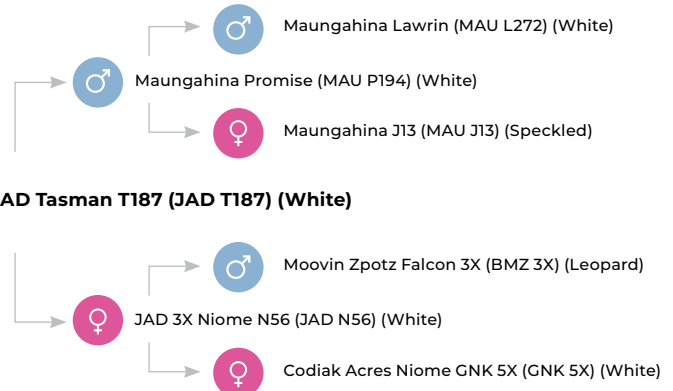 Maungahina Lawrin (MAU L272) (White)
Maungahina Promise (MAU P194) (White)
Maungahina J13 (MAU J13) (Speckled)
AD Tasman T187 (JAD T187) (White)
Moovin Zpotz Falcon 3X (BMZ 3X) (Leopard)
JAD 3X Niome N56 (JAD N56) (White)
Codiak Acres Niome GNK 5X (GNK 5X) (White)